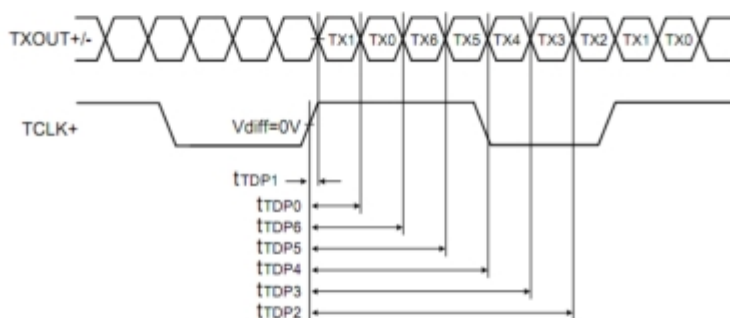 TXOUT+/- TX1 TX0 TX6 TX5 TX4 TX3 TX2 TX1 TX0
TCLK+ Vdiff=0V
tTDP1
tTDP0
tTDP6
tTDP5
tTDP4
tTDP3
tTDP2